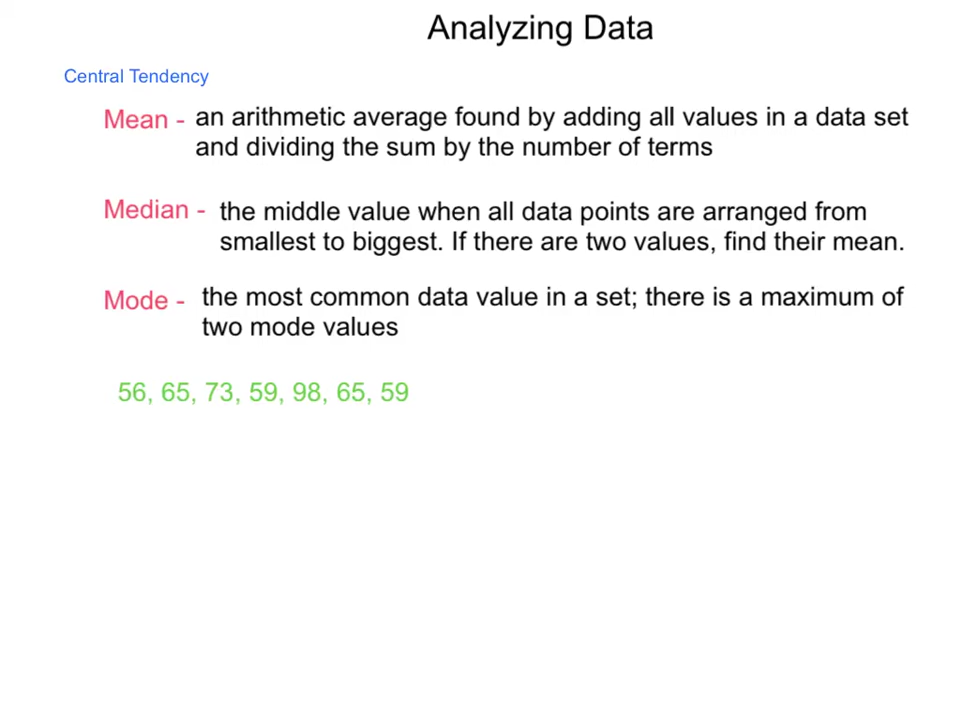 Analyzing Data
Central Tendency
Mean - an arithmetic average found by adding all values in a data set
and dividing the sum by the number of terms
Median - the middle value when all data points are arranged from
smallest to biggest. If there are two values, find their mean.
Mode - the most common data value in a set; there is a maximum of
two mode values
56, 65, 73, 59, 98, 65, 59